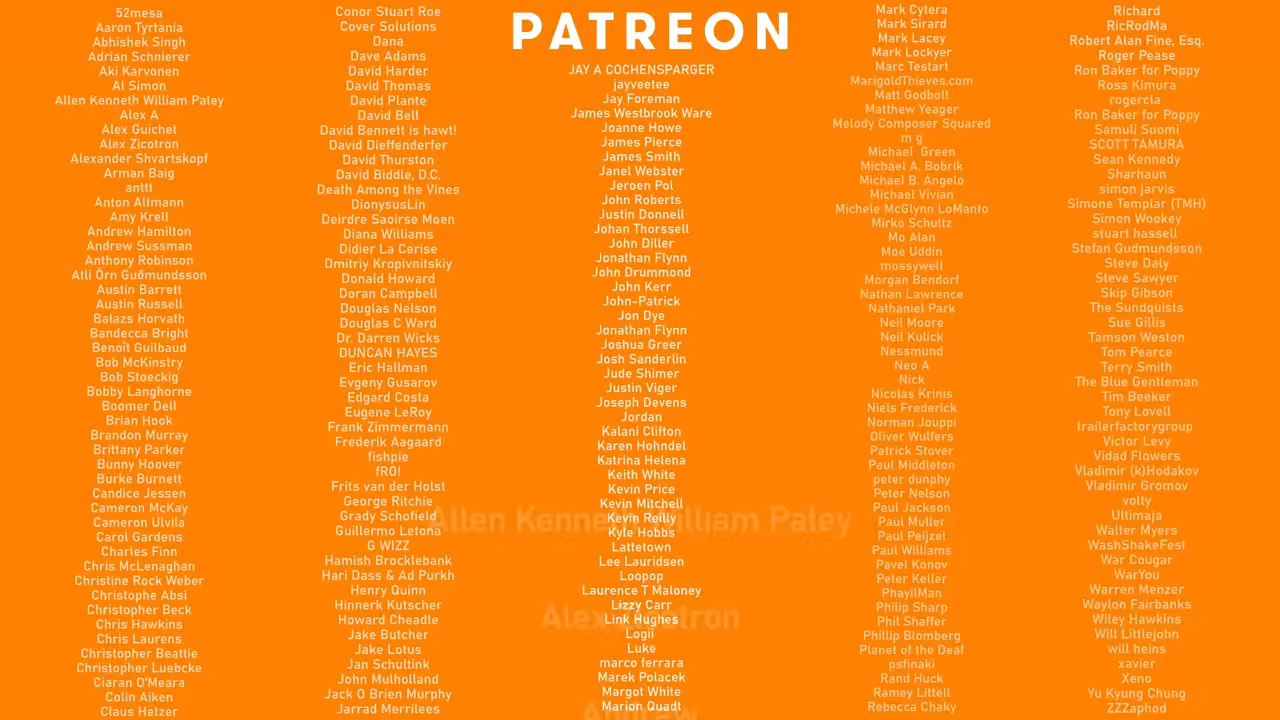 PATREON
52mesa
Aaron Tyrtania
Abhishek Singh
Adrian Schnierer
Aki Karvonen
Al Simon
Allen Kenneth William Paley
Alex A
Alex Guichet
Alex Zicotron
Alexander Shvartskopf
Arman Baig
anttt
Anton Altmann
Amy Krell
Andrew Hamilton
Andrew Sussman
Anthony Robinson
Atli Örn Guðmundsson
Austin Barrett
Austin Russell
Balazs Horvath
Bandecca Bright
Benoît Guilbaud
Bob McKinstry
Bob Stoeckig
Bobby Langhorne
Boomer Dell
Brian Hook
Brandon Murray
Brittany Parker
Bunny Hoover
Burke Burnett
Candice Jessen
Cameron McKay
Cameron Ulvila
Carol Gardens
Charles Finn
Chris McLenaghan
Christine Rock Weber
Christophe Absi
Christopher Beck
Chris Hawkins
Chris Laurens
Christopher Beattie
Christopher Luebcke
Ciaran O'Meara
Colin Aiken
Claus Hetzer
Conor Stuart Roe
Cover Solutions
Dana
Dave Adams
David Harder
David Thomas
David Plante
David Bell
David Bennett is hawt!
David Dieffenderfer
David Thurston
David Biddle, D.C.
Death Among the Vines
DionysusLin
Deirdre Saoirse Moen
Diana Williams
Didier La Cerise
Dmitriy Kropivnitskiy
Donald Howard
Doran Campbell
Douglas Nelson
Douglas C Ward
Dr. Darren Wicks
DUNCAN HAYES
Eric Hallman
Evgeny Gusarov
Edgard Costa
Eugene LeRoy
Frank Zimmermann
Frederik Aagaard
fishpie
fRO!
Frits van der Holst
George Ritchie
Grady Schofield
Guillermo Letona
G WIZZ
Hamish Brocklebank
Hari Dass & Ad Purkh
Henry Quinn
Hinnerk Kutscher
Howard Cheadle
Jake Butcher
Jake Lotus
Jan Schultink
John Mulholland
Jack O Brien Murphy
Jarrad Merrilees
JAY A COCHENSPARGER
jayveetee
Jay Foreman
James Westbrook Ware
Joanne Howe
James Pierce
James Smith
Janel Webster
Jeroen Pol
John Roberts
Justin Donnell
Johan Thorssell
John Diller
Jonathan Flynn
John Drummond
John Kerr
John-Patrick
Jon Dye
Jonathan Flynn
Joshua Greer
Josh Sanderlin
Jude Shimer
Justin Viger
Joseph Devens
Jordan
Kalani Clifton
Karen Hohndel
Katrina Helena
Keith White
Kevin Price
Kevin Mitchell
Kevin Reilly
Kyle Hobbs
Lattetown
Lee Lauridsen
Loopop
Laurence T Maloney
Lizzy Carr
Link Hughes
Logii
Luke
marco ferrara
Marek Polacek
Margot White
Marion Quadt
Mark Cytera
Mark Sirard
Mark Lacey
Mark Lockyer
Marc Testart
MarigoldThieves.com
Matt Godbolt
Matthew Yeager
Melody Composer Squared
m g
Michael Green
Michael A. Bobrik
Michael B. Angelo
Michael Vivian
Michele McGlynn LoManto
Mirko Schultz
Mo Alan
Moe Uddin
mossywell
Morgan Bendorf
Nathan Lawrence
Nathaniel Park
Neil Moore
Neil Kulick
Nessmund
Neo A
Nick
Nicolas Krinis
Niels Frederick
Norman Jouppi
Oliver Wulfers
Patrick Stover
Paul Middleton
peter dunphy
Peter Nelson
Paul Jackson
Paul Muller
Paul Peijzel
Paul Williams
Pavel Konov
Peter Keller
PhayilMan
Philip Sharp
Phil Shaffer
Phillip Blomberg
Planet of the Deaf
psfinaki
Rand Huck
Ramey Littell
Rebecca Chaky
Richard
RicRodMa
Robert Alan Fine, Esq.
Roger Pease
Ron Baker for Poppy
Ross Kimura
rogercla
Ron Baker for Poppy
Samuli Suomi
SCOTT TAMURA
Sean Kennedy
Sharhaun
simon jarvis
Simone Templar (TMH)
Simon Wookey
stuart hassell
Stefan Gudmundsson
Steve Daly
Steve Sawyer
Skip Gibson
The Sundquists
Sue Gillis
Tamson Weston
Tom Pearce
Terry Smith
The Blue Gentleman
Tim Beeker
Tony Lovell
trailerfactorygroup
Victor Levy
Vidad Flowers
Vladimir (k)Hodakov
Vladimir Gromov
volty
Ultimaja
Walter Myers
WashShakeFest
War Cougar
WarYou
Warren Menzer
Waylon Fairbanks
Wiley Hawkins
Will Littlejohn
will heins
xavier
Xeno
Yu Kyung Chung
ZZZaphod
Allen Kenneth William Paley
Alex Zicotron
Andrew